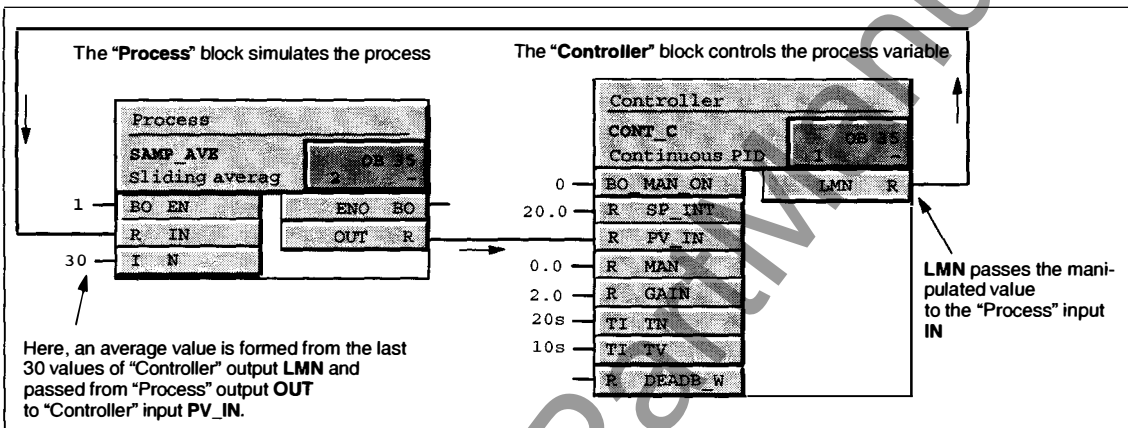 The "Process" block simulates the process
The "Controller" block controls the process variable
Process
SAMP_AVE
Sliding averag
OB 35
2 -
1
BO EN
ENO BO
R IN
OUT R
30
I N
Here, an average value is formed from the last
30 values of "Controller" output LMN and
passed from "Process" output OUT
to "Controller" input PV_IN.
Controller
CONT_C
Continuous PID
OB 35
1 -
0
BO MAN_ON
LMN R
20.0
R SP_INT
R PV_IN
0.0
R MAN
2.0
R GAIN
20s
TI TN
10s
TI TV
R DEADB_W
LMN passes the mani-
pulated value
to the "Process" input
IN